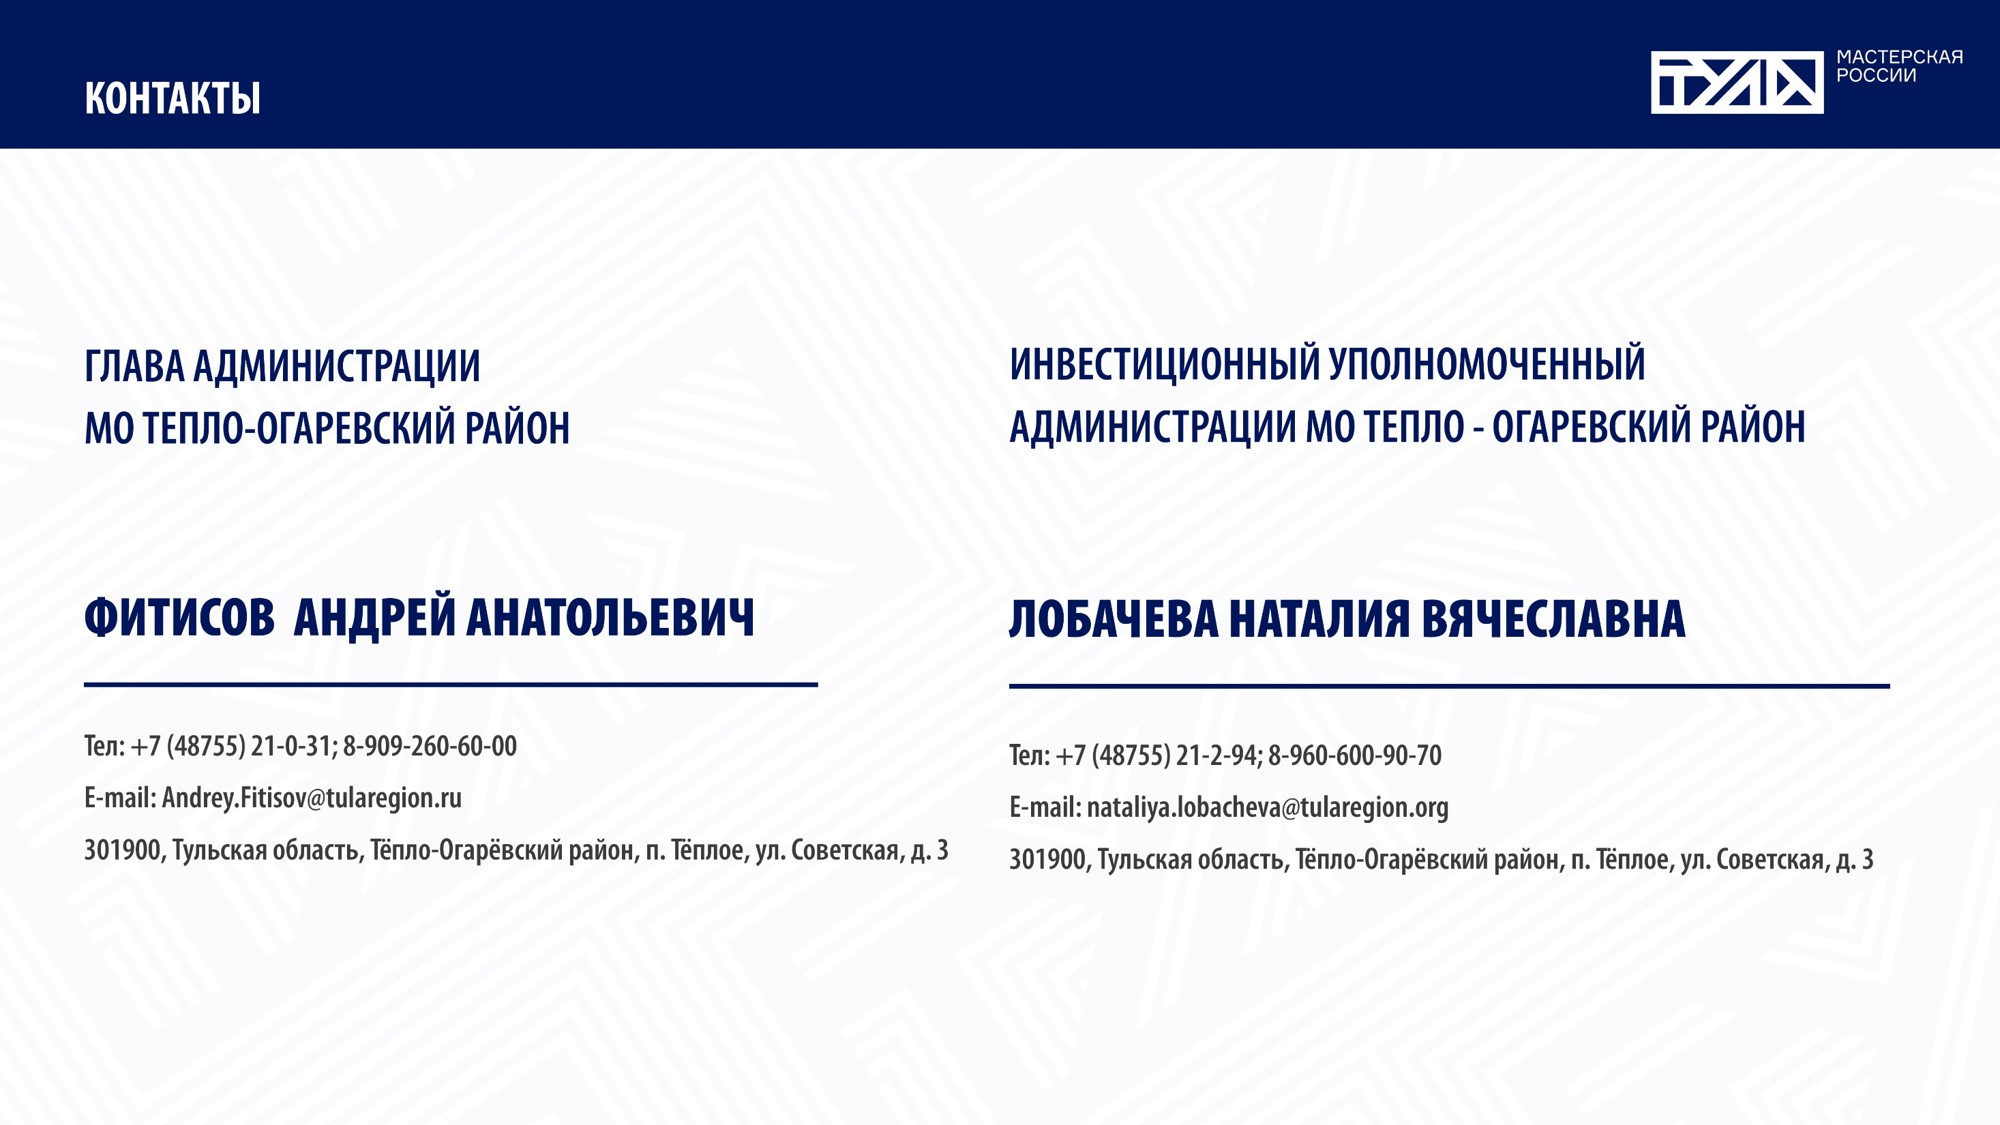 КОНТАКТЫ
ТУЛА
МАСТЕРСКАЯ
РОССИИ
ГЛАВА АДМИНИСТРАЦИИ
МО ТЕПЛО-ОГАРЕВСКИЙ РАЙОН
ФИТИСОВ АНДРЕЙ АНАТОЛЬЕВИЧ
Тел: +7 (48755) 21-0-31; 8-909-260-60-00
E-mail: Andrey.Fitisov@tularegion.ru
301900, Тульская область, Тёпло-Огарёвский район, п. Тёплое, ул. Советская, д. 3
ИНВЕСТИЦИОННЫЙ УПОЛНОМОЧЕННЫЙ
АДМИНИСТРАЦИИ МО ТЕПЛО - ОГАРЕВСКИЙ РАЙОН
ЛОБАЧЕВА НАТАЛИЯ ВЯЧЕСЛАВНА
Тел: +7 (48755) 21-2-94; 8-960-600-90-70
E-mail: nataliya.lobacheva@tularegion.org
301900, Тульская область, Тёпло-Огарёвский район, п. Тёплое, ул. Советская, д. 3